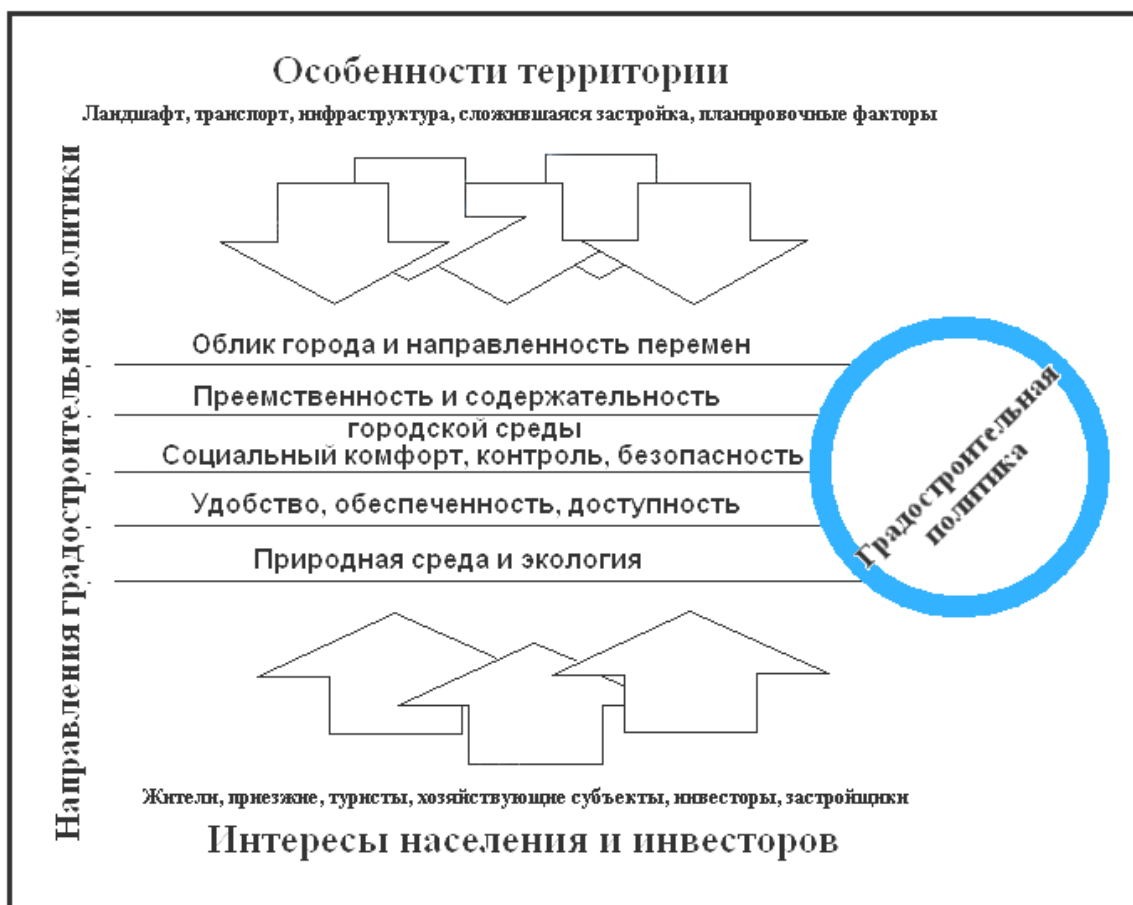 Особенности территории
Ландшафт, транспорт, инфраструктура, сложившаяся застройка, планировочные факторы
Направления градостроительной политики
Облик города и направленность перемен
Преемственность и содержательность
городской среды
Социальный комфорт, контроль, безопасность
Удобство, обеспеченность, доступность
Природная среда и экология
Градостроительная
политика
Жители, приезжие, туристы, хозяйствующие субъекты, инвесторы, застройщики
Интересы населения и инвесторов